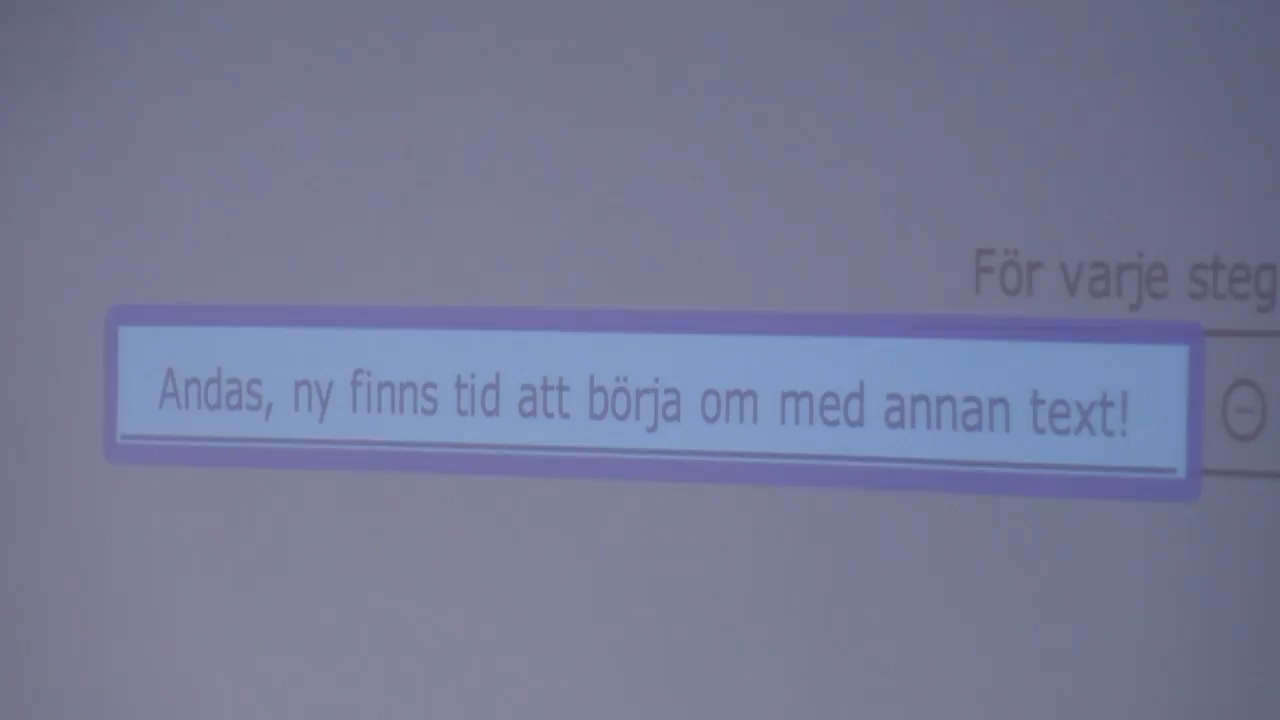 För varje steg
Andas, ny finns tid att börja om med annan text!